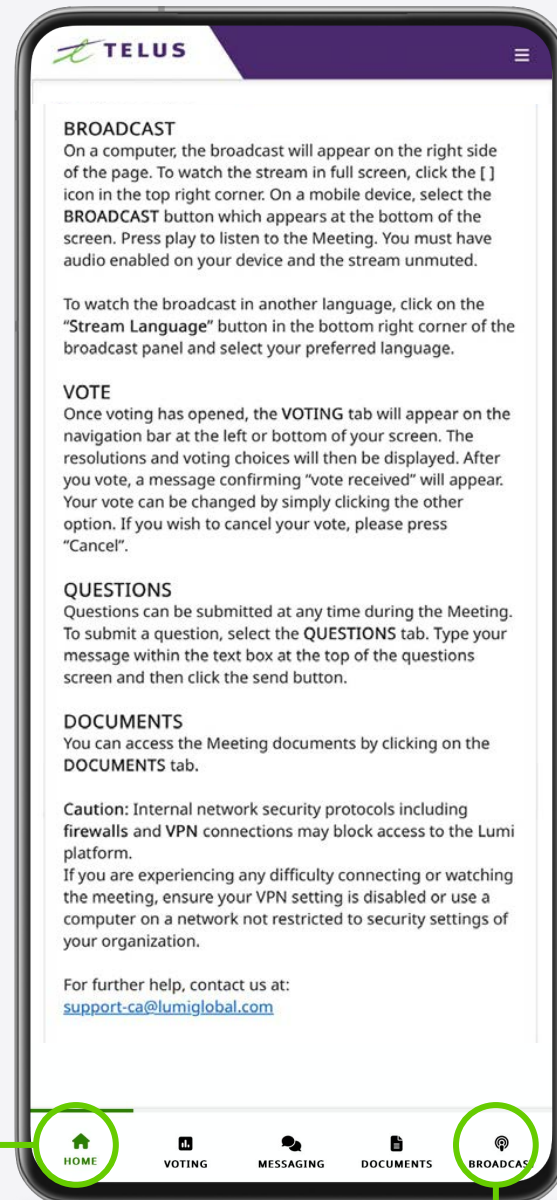 TELUS
BROADCAST
On a computer, the broadcast will appear on the right side
of the page. To watch the stream in full screen, click the [ ]
icon in the top right corner. On a mobile device, select the
BROADCAST button which appears at the bottom of the
screen. Press play to listen to the Meeting. You must have
audio enabled on your device and the stream unmuted.
To watch the broadcast in another language, click on the
“Stream Language” button in the bottom right corner of the
broadcast panel and select your preferred language.
VOTE
Once voting has opened, the VOTING tab will appear on the
navigation bar at the left or bottom of your screen. The
resolutions and voting choices will then be displayed. After
you vote, a message confirming “vote received” will appear.
Your vote can be changed by simply clicking the other
option. If you wish to cancel your vote, please press
“Cancel”.
QUESTIONS
Questions can be submitted at any time during the Meeting.
To submit a question, select the QUESTIONS tab. Type your
message within the text box at the top of the questions
screen and then click the send button.
DOCUMENTS
You can access the Meeting documents by clicking on the
DOCUMENTS tab.
Caution: Internal network security protocols including
firewalls and VPN connections may block access to the Lumi
platform.
If you are experiencing any difficulty connecting or watching
the meeting, ensure your VPN setting is disabled or use a
computer on a network not restricted to security settings of
your organization.
For further help, contact us at:
support-ca@lumiglobal.com
HOME VOTING MESSAGING DOCUMENTS BROADCAS